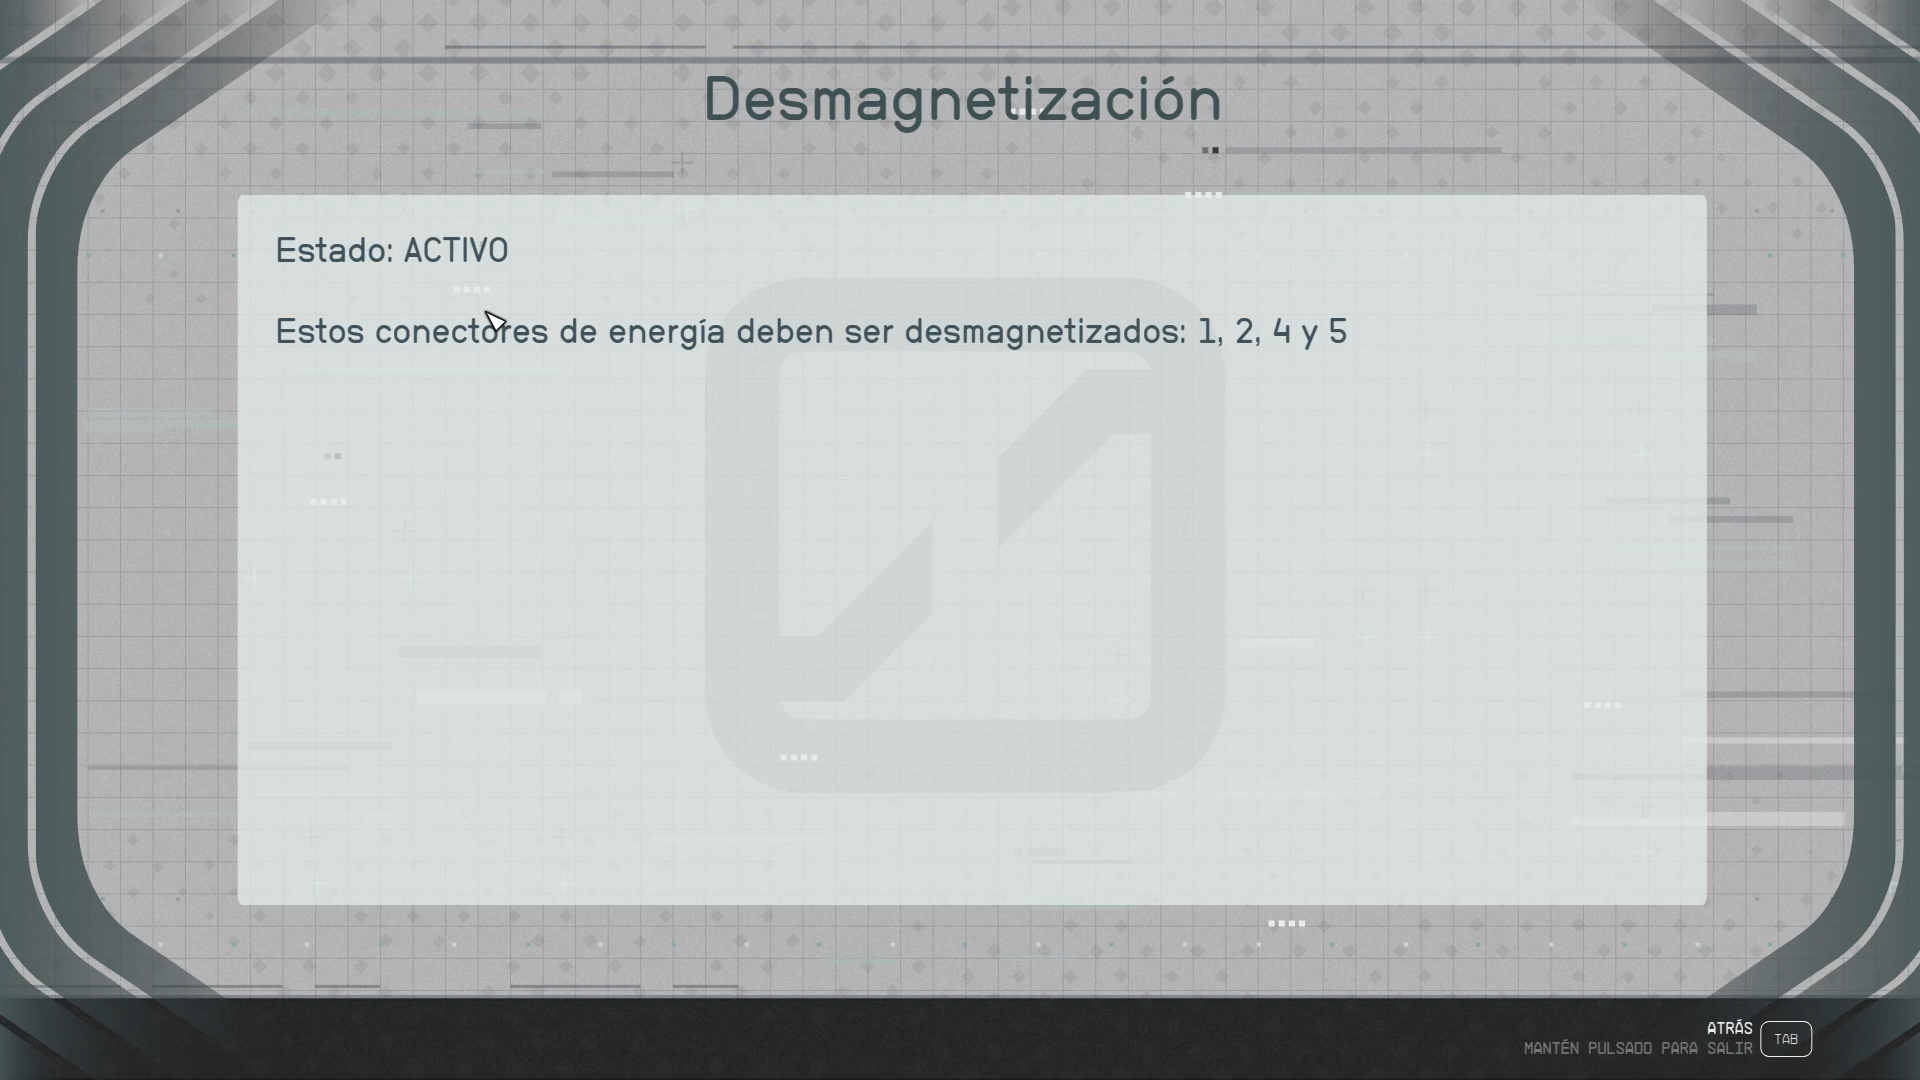 Desmagnetización
Estado: ACTIVO
Estos conectores de energía deben ser desmagnetizados: 1, 2, 4 y 5
ATRÁS
MANTÉN PULSADO PARA SALIR
TAB